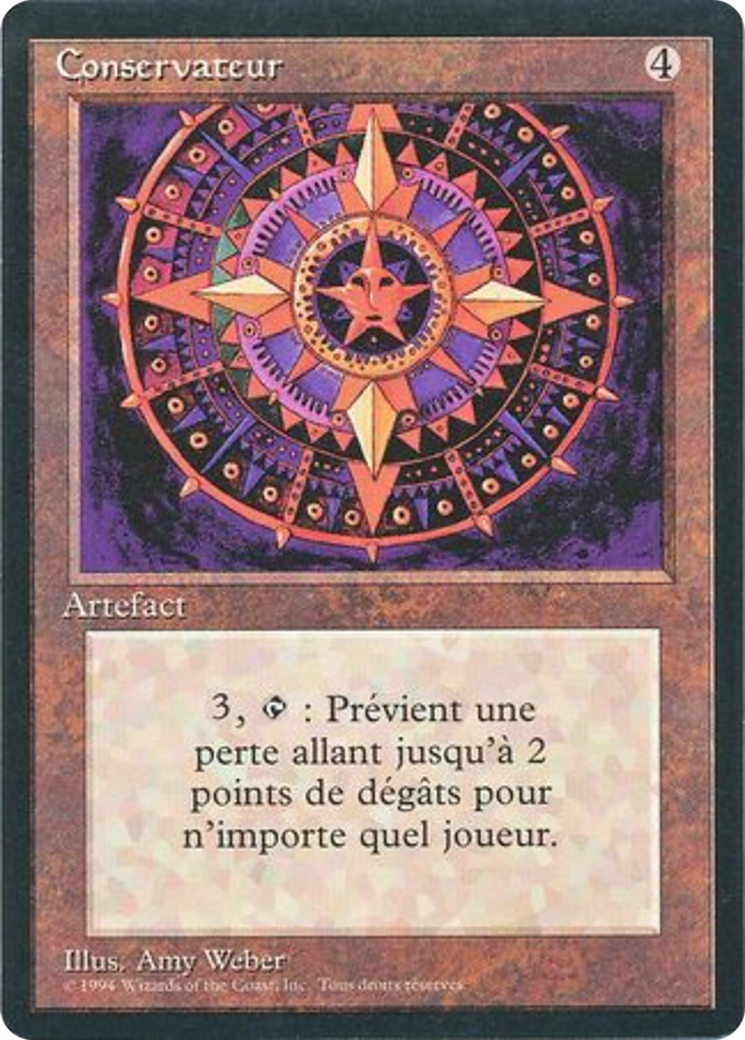 Conservateur 4
Artefact
3, : Prévient une
perte allant jusqu'à 2
points de dégâts pour
n'importe quel joueur.
Illus. Amy Weber
© 1994 Wizards of the Coast, Inc. Tous droits réservés